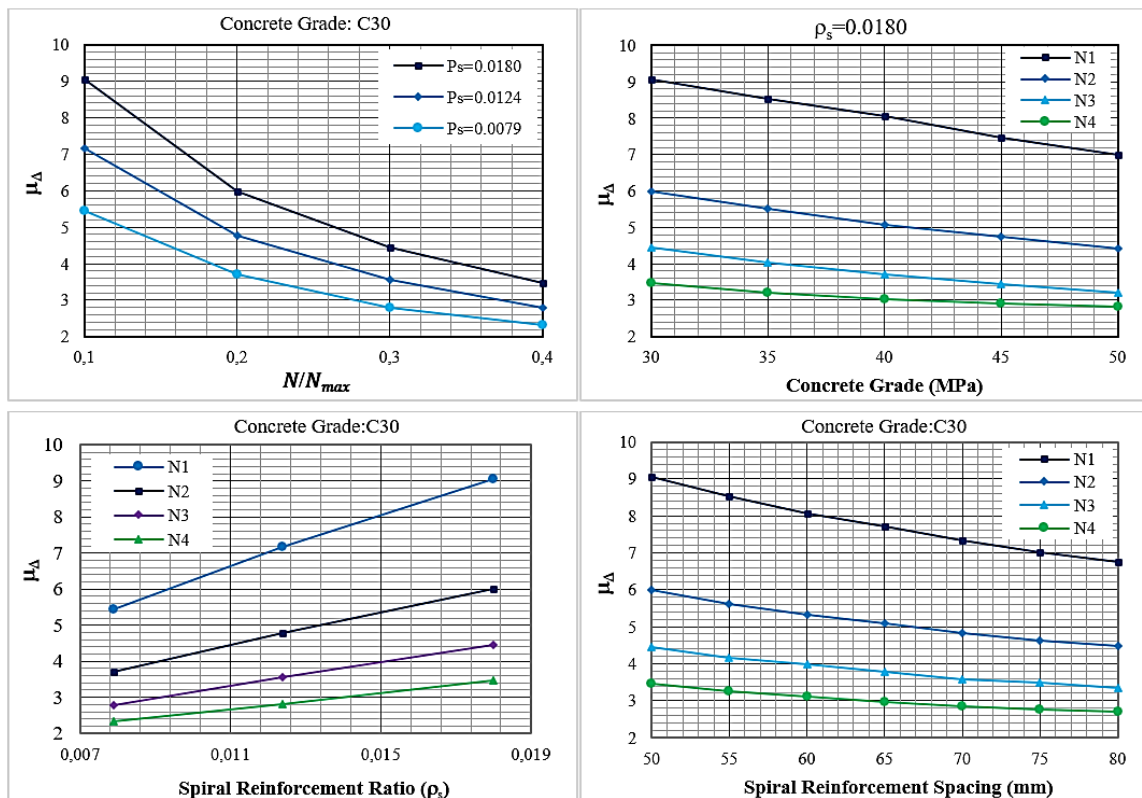 Concrete Grade: C30
10
9
8
7
6
5
4
3
2
μΔ
Ps=0.0180
Ps=0.0124
Ps=0.0079
0,1 0,2 0,3 0,4
N/Nmax
ρs=0.0180
10
9
8
7
6
5
4
3
2
μΔ
N1
N2
N3
N4
30 35 40 45 50
Concrete Grade (MPa)
Concrete Grade:C30
10
9
8
7
6
5
4
3
2
μΔ
N1
N2
N3
N4
0,007 0,011 0,015 0,019
Spiral Reinforcement Ratio (ρs)
Concrete Grade:C30
10
9
8
7
6
5
4
3
2
μΔ
N1
N2
N3
N4
50 55 60 65 70 75 80
Spiral Reinforcement Spacing (mm)